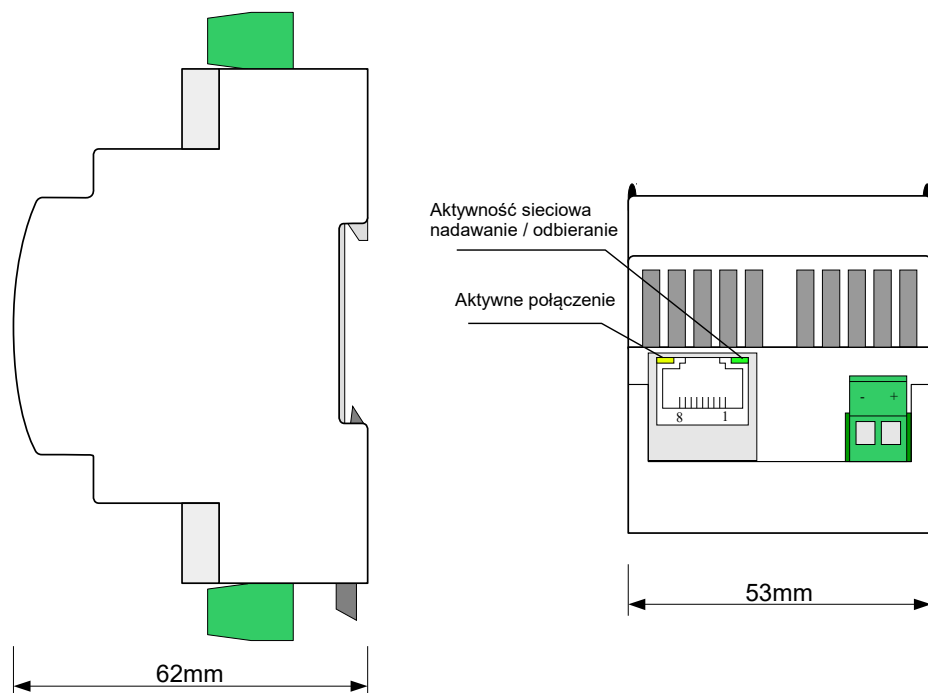 Aktywność sieciowa
nadawanie / odbieranie
Aktywne połączenie
- +
8 1
53mm
62mm